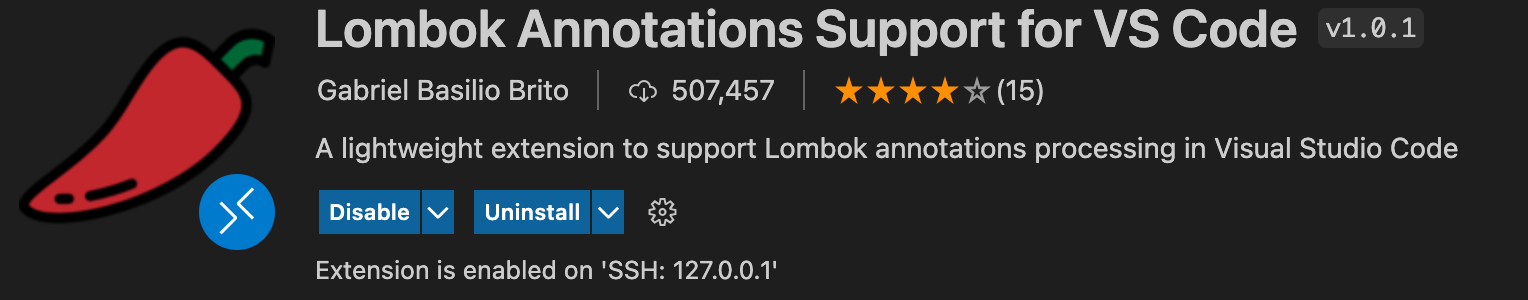 Lombok Annotations Support for VS Code v1.0.1
Gabriel Basilio Brito 507,457 (15)
A lightweight extension to support Lombok annotations processing in Visual Studio Code
Disable Uninstall
Extension is enabled on 'SSH: 127.0.0.1'